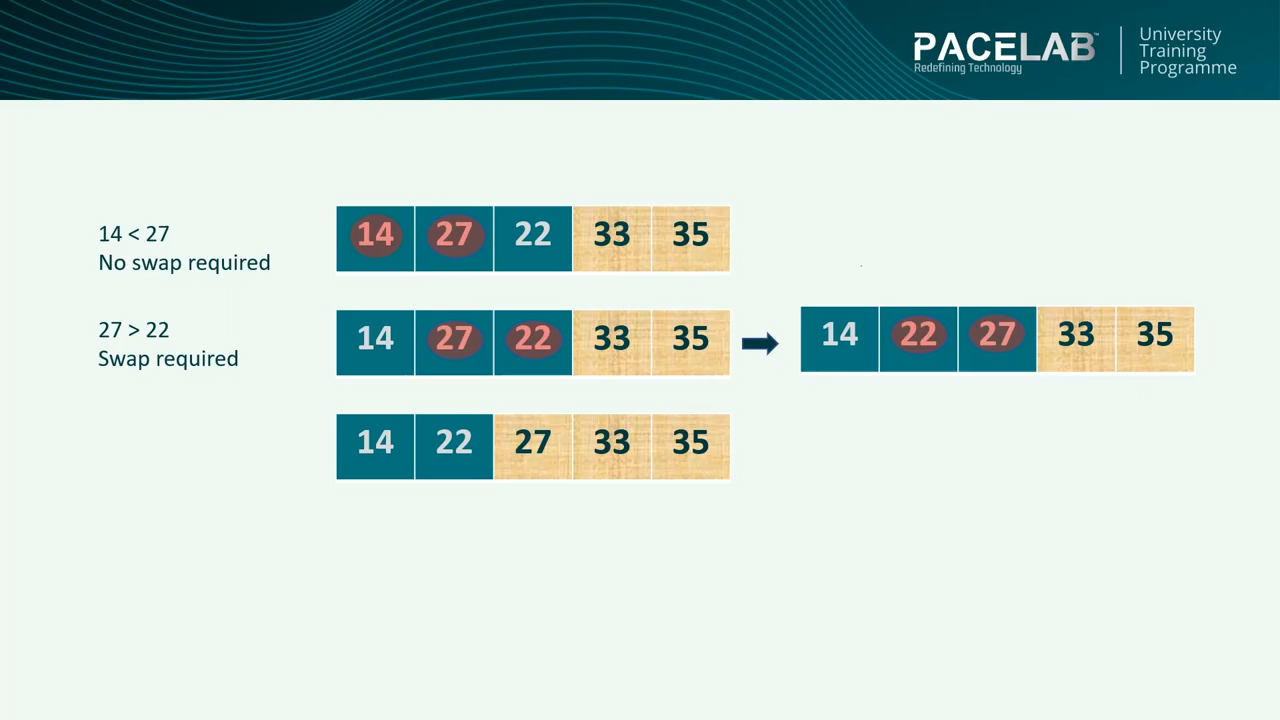 PACELAB™
Redefining Technology
University
Training
Programme
14 < 27
No swap required
14 27 22 33 35
27 > 22
Swap required
14 27 22 33 35
14 22 27 33 35
14 22 27 33 35